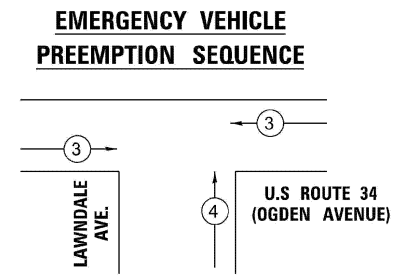 EMERGENCY VEHICLE
PREEMPTION SEQUENCE
3
3
4
LAWNDALE
AVE.
U.S ROUTE 34
(OGDEN AVENUE)